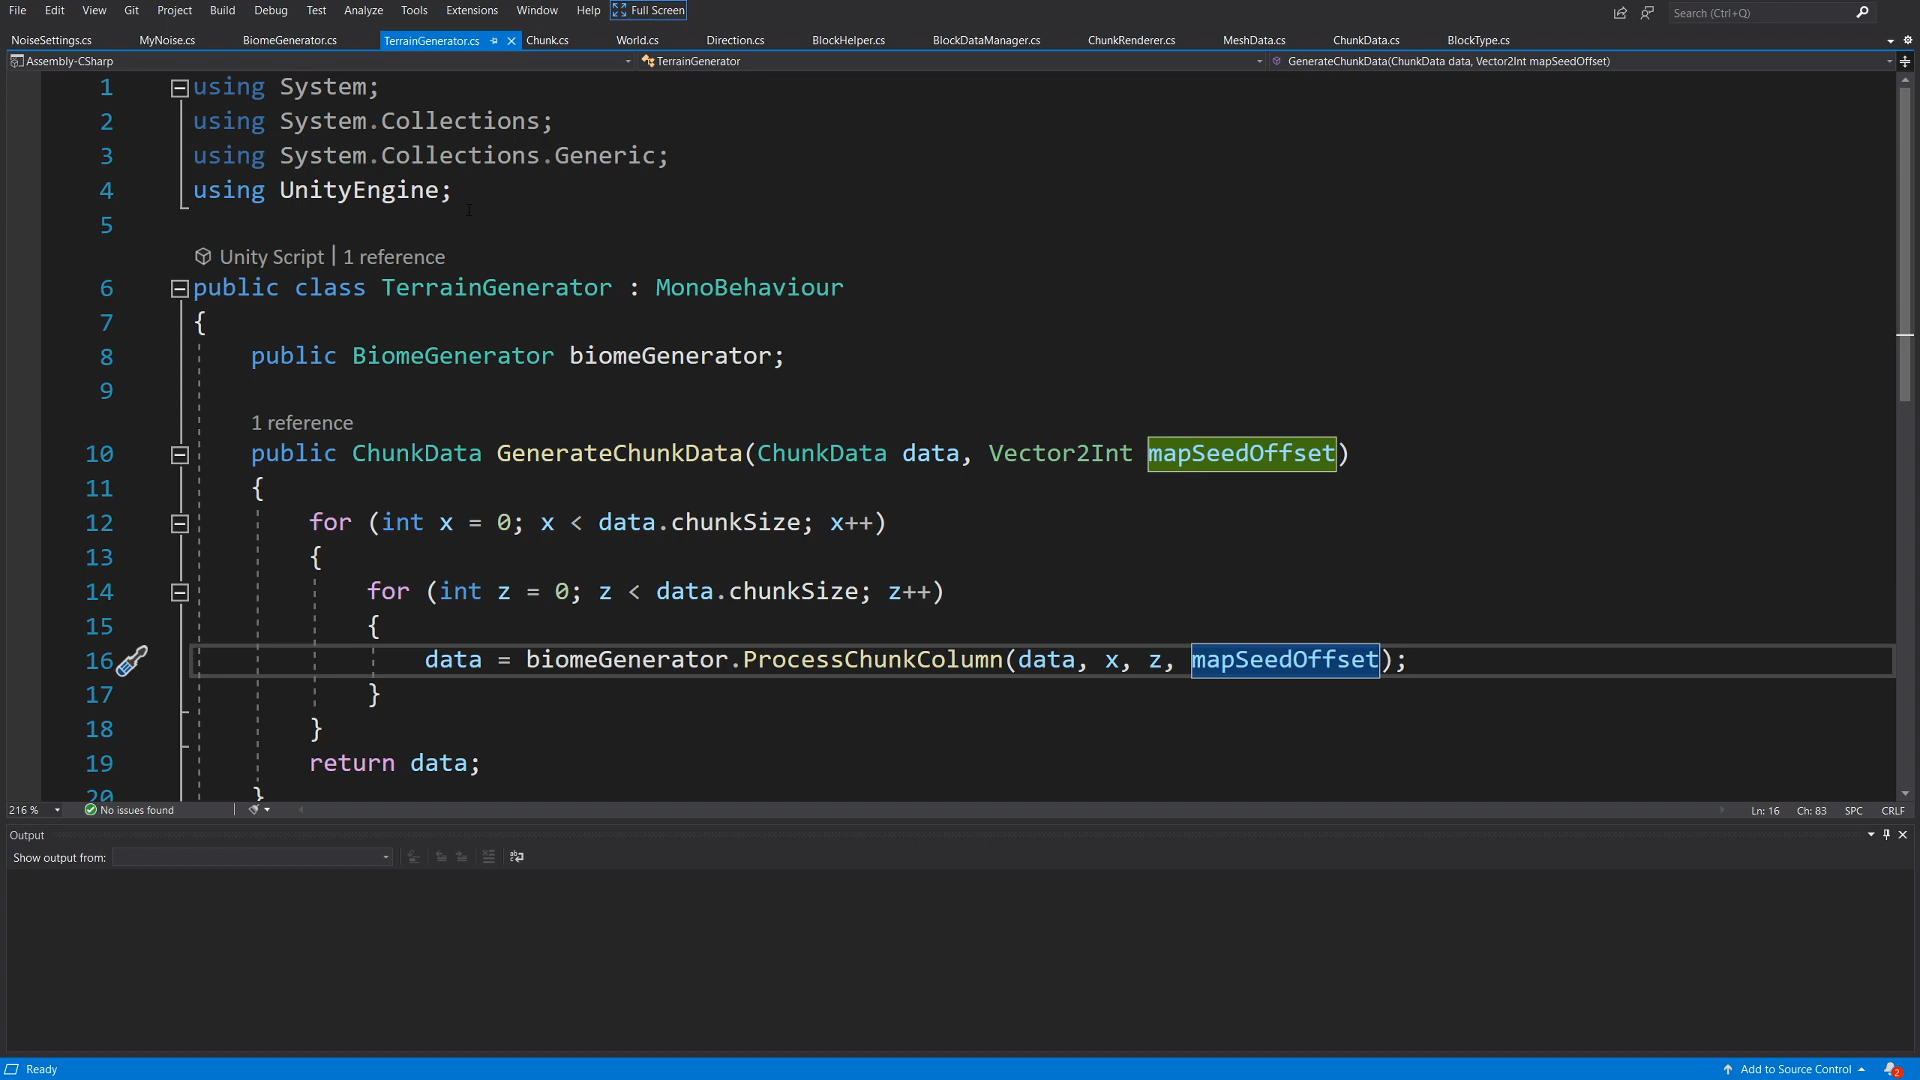 File Edit View Git Project Build Debug Test Analyze Tools Extensions Window Help Full Screen Search (Ctrl+Q)
NoiseSettings.cs MyNoise.cs BiomeGenerator.cs TerrainGenerator.cs Chunk.cs World.cs Direction.cs BlockHelper.cs BlockDataManager.cs ChunkRenderer.cs MeshData.cs ChunkData.cs BlockType.cs
Assembly-CSharp TerrainGenerator GenerateChunkData(ChunkData data, Vector2Int mapSeedOffset)
1 using System;
2 using System.Collections;
3 using System.Collections.Generic;
4 using UnityEngine;
5
Unity Script | 1 reference
6 public class TerrainGenerator : MonoBehaviour
7 {
8 public BiomeGenerator biomeGenerator;
9
1 reference
10 public ChunkData GenerateChunkData(ChunkData data, Vector2Int mapSeedOffset)
11 {
12 for (int x = 0; x < data.chunkSize; x++)
13 {
14 for (int z = 0; z < data.chunkSize; z++)
15 {
16 data = biomeGenerator.ProcessChunkColumn(data, x, z, mapSeedOffset);
17 }
18 }
19 return data;
20 }
216 % No issues found Ln: 16 Ch: 83 SPC CRLF
Output
Show output from:
Ready Add to Source Control 2